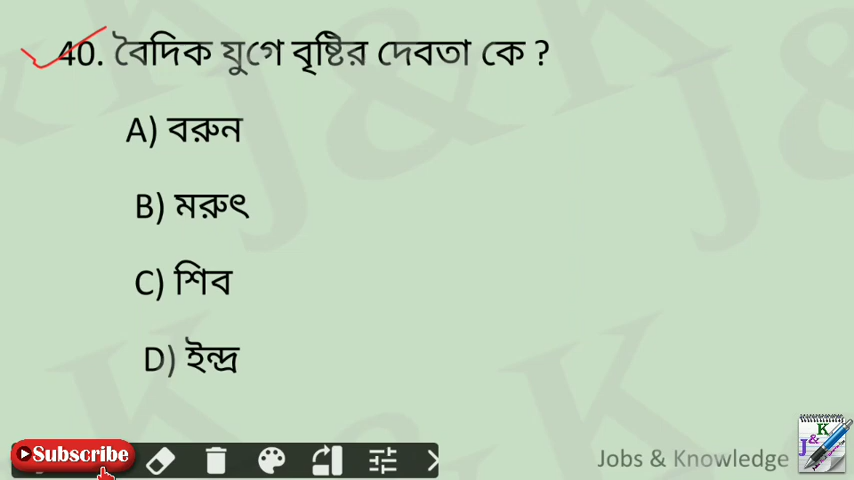 40. বৈদিক যুগে বৃষ্টির দেবতা কে ?
A) বরুন
B) মরুৎ
C) শিব
D) ইন্দ্র
Subscribe
Jobs & Knowledge
J&K